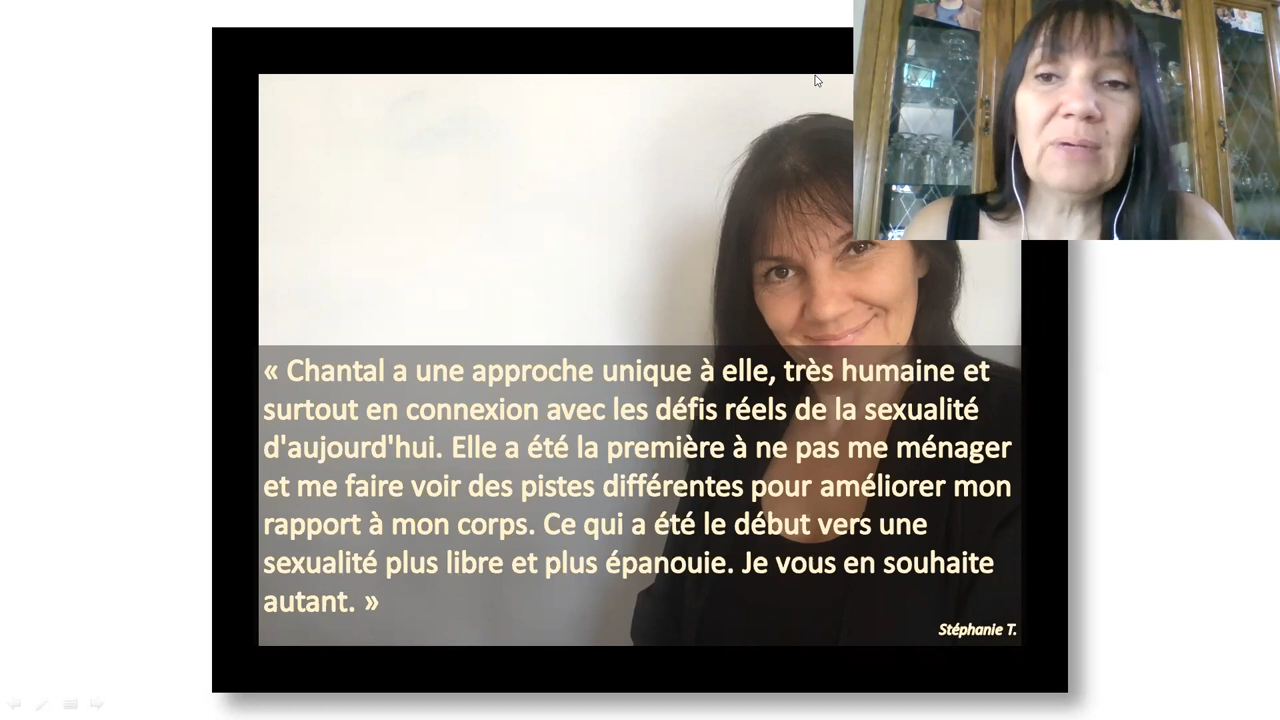 « Chantal a une approche unique à elle, très humaine et
surtout en connexion avec les défis réels de la sexualité
d'aujourd'hui. Elle a été la première à ne pas me ménager
et me faire voir des pistes différentes pour améliorer mon
rapport à mon corps. Ce qui a été le début vers une
sexualité plus libre et plus épanouie. Je vous en souhaite
autant. »
Stéphanie T.